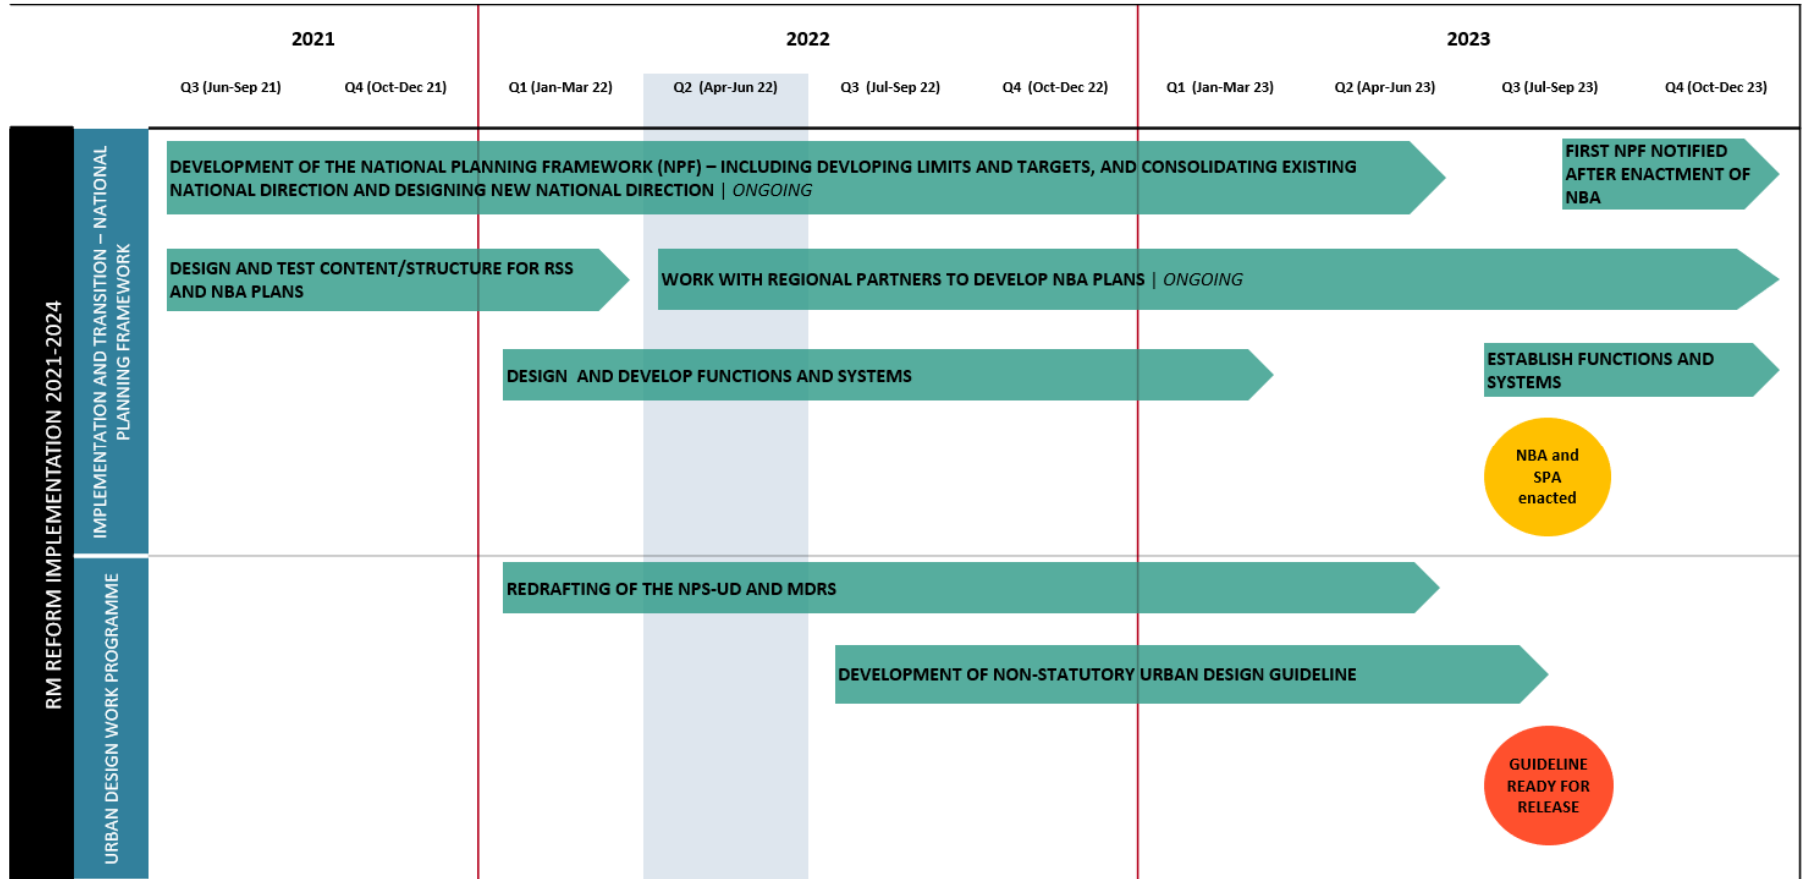 2021
2022
2023
Q3 (Jun-Sep 21)
Q4 (Oct-Dec 21)
Q1 (Jan-Mar 22)
Q2 (Apr-Jun 22)
Q3 (Jul-Sep 22)
Q4 (Oct-Dec 22)
Q1 (Jan-Mar 23)
Q2 (Apr-Jun 23)
Q3 (Jul-Sep 23)
Q4 (Oct-Dec 23)
RM REFORM IMPLEMENTATION 2021-2024
IMPLEMENTATION AND TRANSITION – NATIONAL
PLANNING FRAMEWORK
DEVELOPMENT OF THE NATIONAL PLANNING FRAMEWORK (NPF) – INCLUDING DEVLOPING LIMITS AND TARGETS, AND CONSOLIDATING EXISTING
NATIONAL DIRECTION AND DESIGNING NEW NATIONAL DIRECTION | ONGOING
FIRST NPF NOTIFIED
AFTER ENACTMENT OF
NBA
DESIGN AND TEST CONTENT/STRUCTURE FOR RSS
AND NBA PLANS
WORK WITH REGIONAL PARTNERS TO DEVELOP NBA PLANS | ONGOING
DESIGN AND DEVELOP FUNCTIONS AND SYSTEMS
ESTABLISH FUNCTIONS AND
SYSTEMS
NBA and
SPA
enacted
URBAN DESIGN WORK PROGRAMME
REDRAFTING OF THE NPS-UD AND MDRS
DEVELOPMENT OF NON-STATUTORY URBAN DESIGN GUIDELINE
GUIDELINE
READY FOR
RELEASE